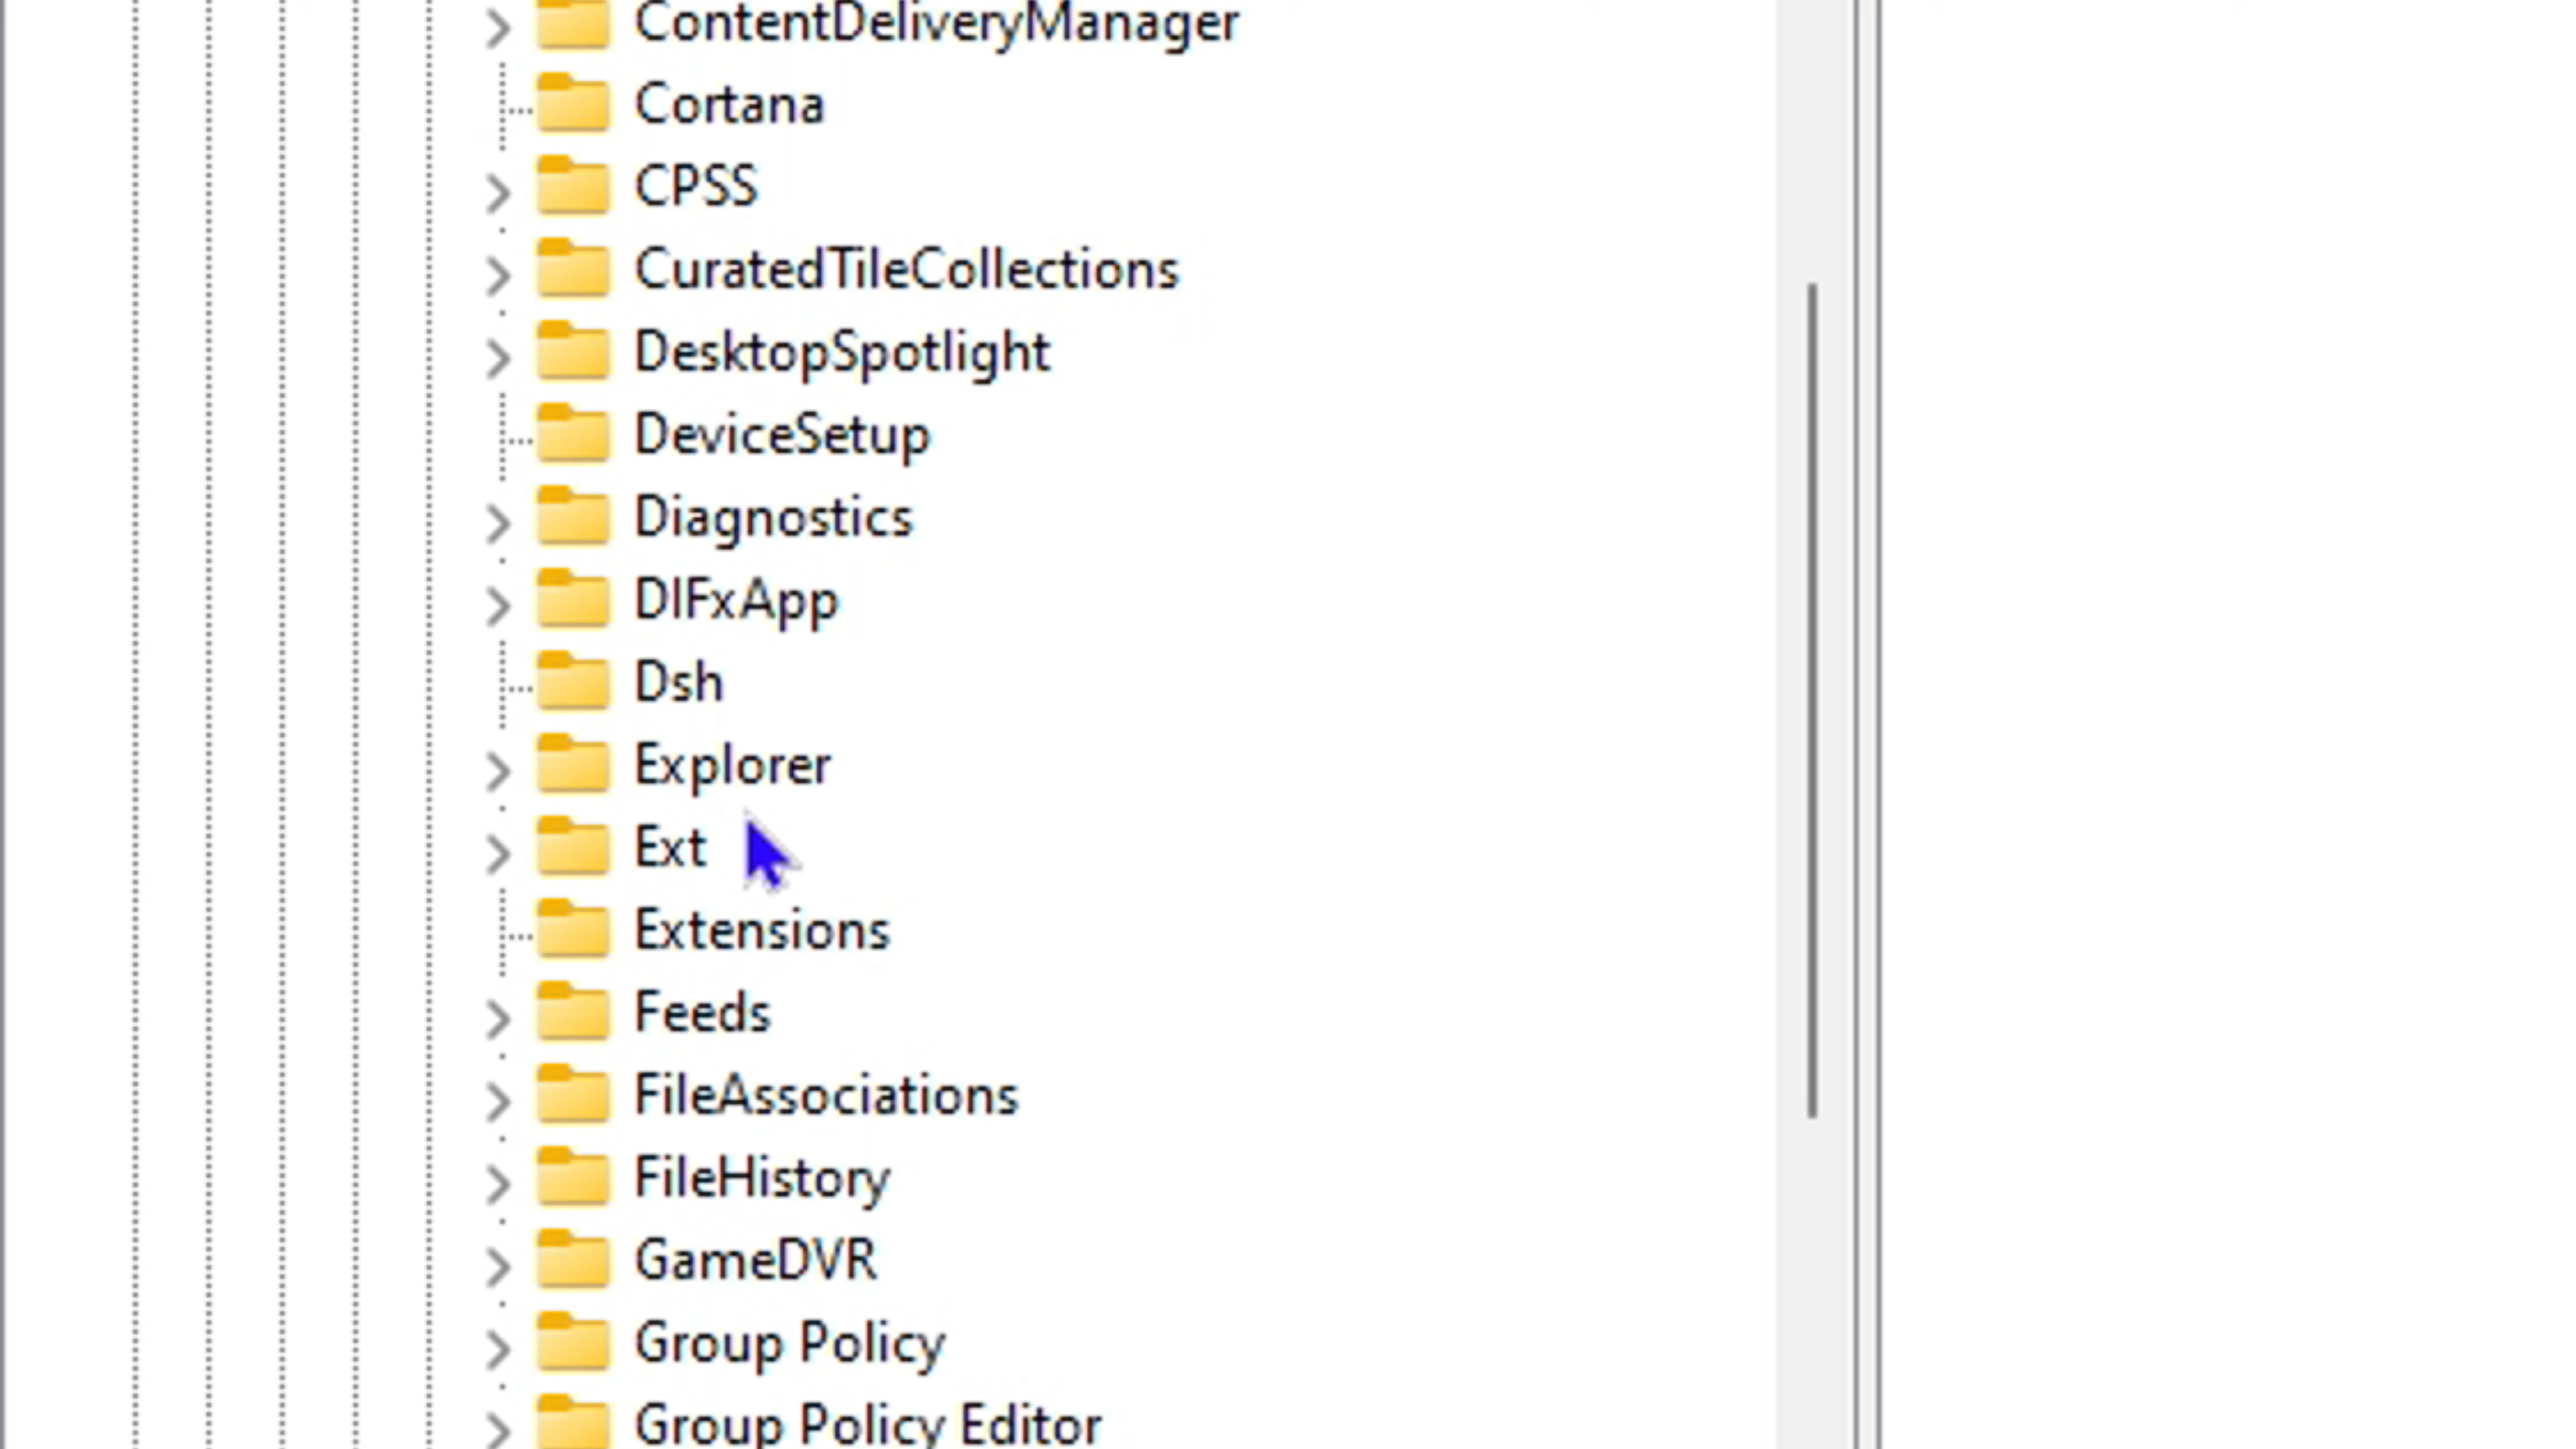 ContentDeliveryManager
Cortana
CPSS
CuratedTileCollections
DesktopSpotlight
DeviceSetup
Diagnostics
DIFxApp
Dsh
Explorer
Ext
Extensions
Feeds
FileAssociations
FileHistory
GameDVR
Group Policy
Group Policy Editor